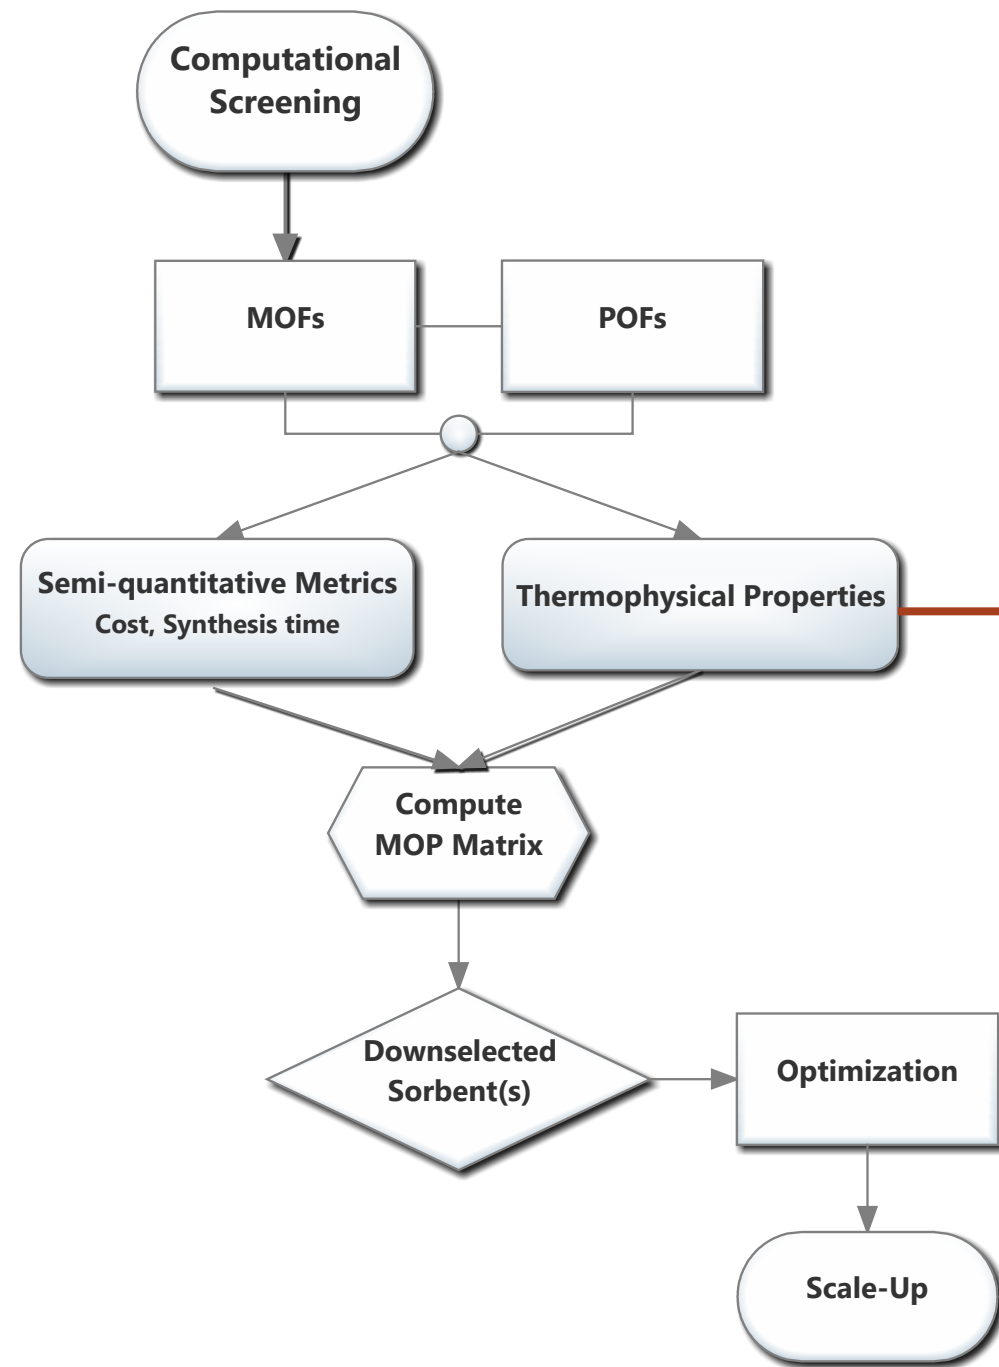 Computational
Screening
MOFs
POFs
Semi-quantitative Metrics
Cost, Synthesis time
Thermophysical Properties
Compute
MOP Matrix
Downselected
Sorbent(s)
Optimization
Scale-Up